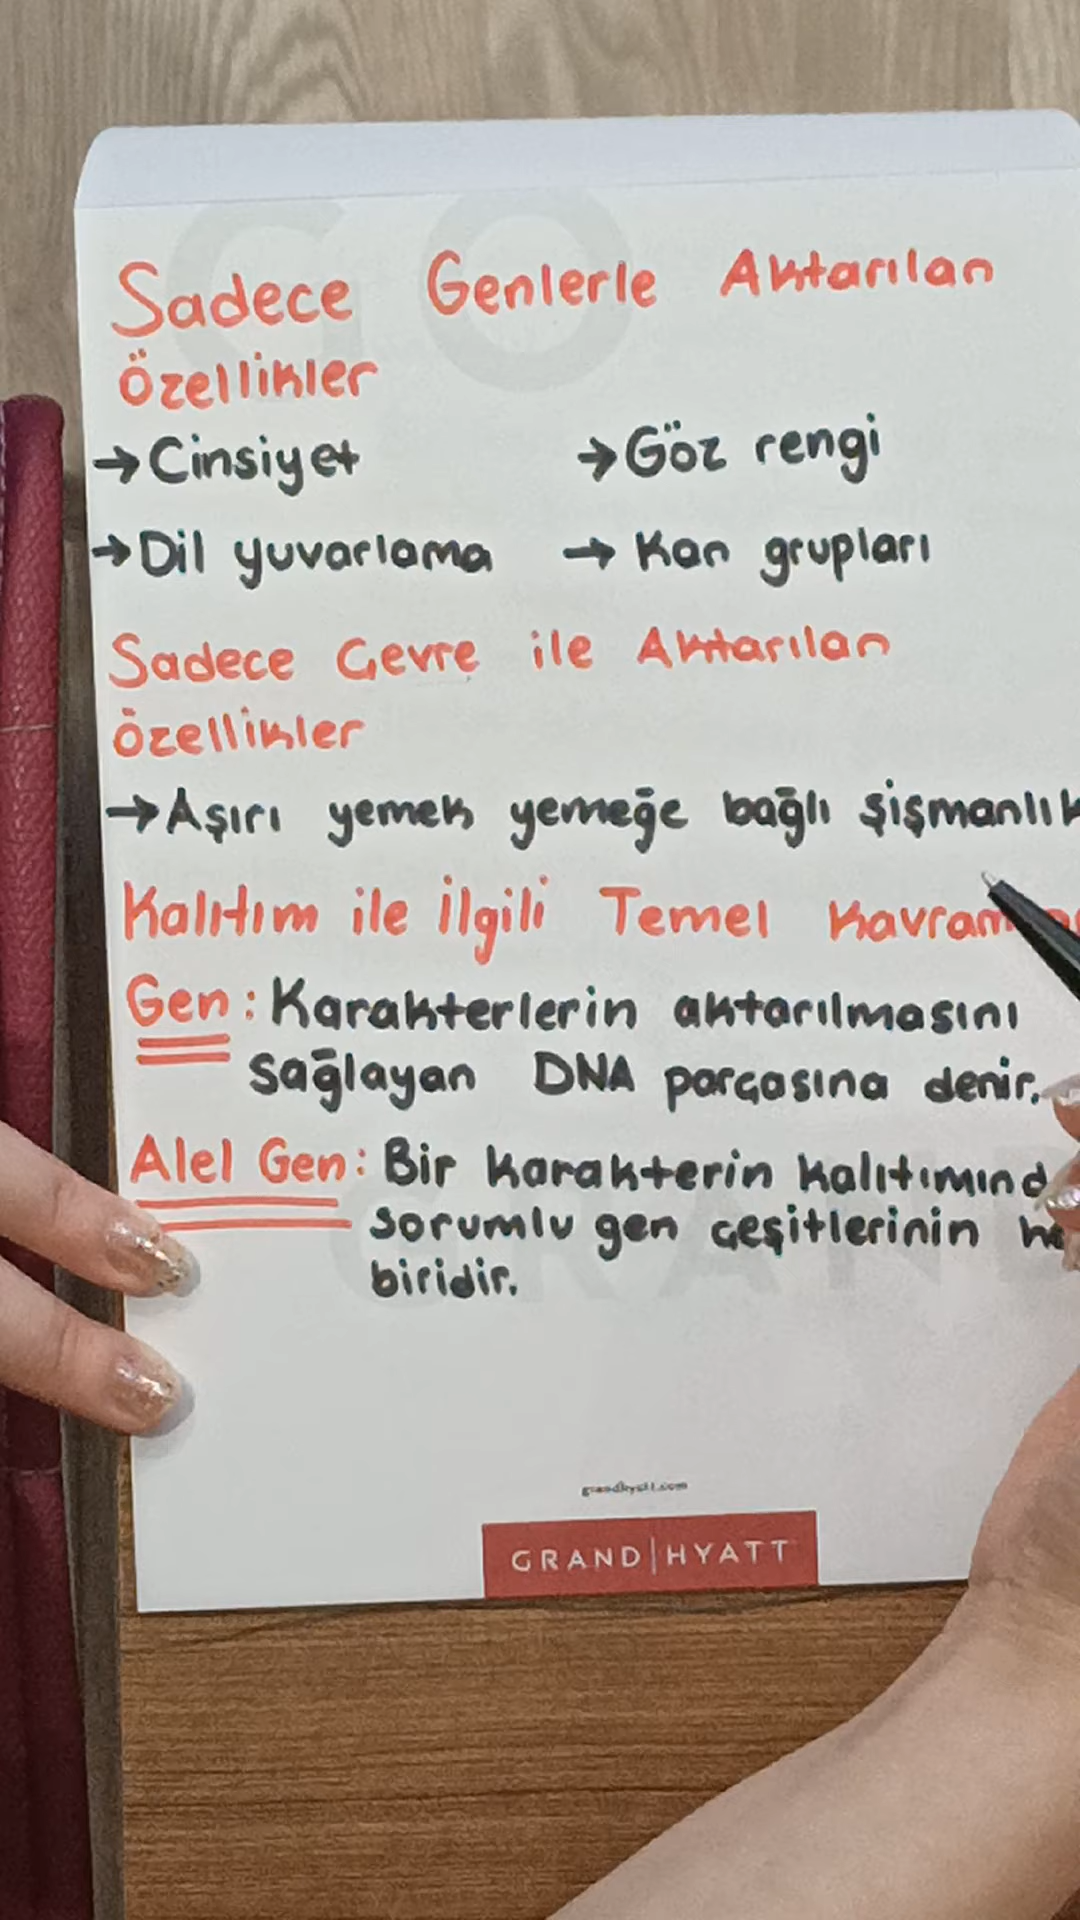 Sadece Genlerle Aktarılan
Özellikler
→Cinsiyet →Göz rengi
→Dil yuvarlama → Kan grupları
Sadece Çevre ile Aktarılan
özellikler
→Aşırı yemek yemeğe bağlı şişmanlık
Kalıtım ile İlgili Temel
Gen: Karakterlerin aktarılmasını
sağlayan DNA parçasına denir.
Alel Gen: Bir karakterin
sorumlu gen çeşitlerinin
biridir.
grandhyatt.com
GRAND|HYATT